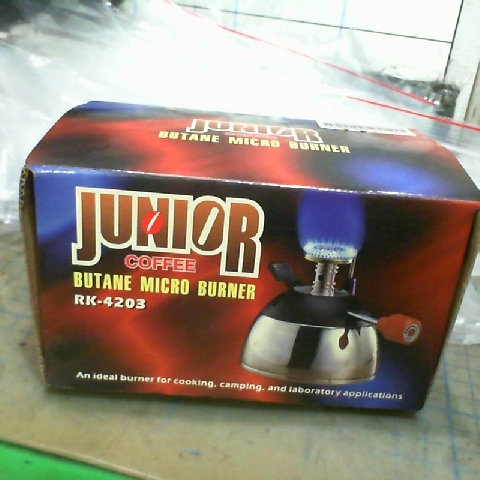 JUNIOR
BUTANE MICRO BURNER
JUNIOR
COFFEE
BUTANE MICRO BURNER
RK-4203
An ideal burner for cooking, camping, and laboratory applications